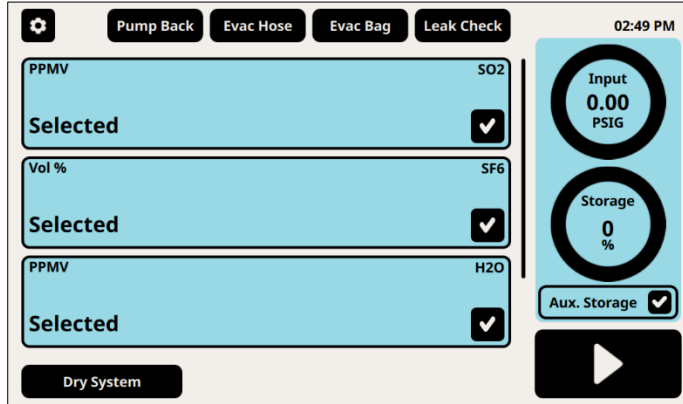 Pump Back
Evac Hose
Evac Bag
Leak Check
02:49 PM
PPMV
SO2
Selected
Vol %
SF6
Selected
PPMV
H2O
Selected
Dry System
Input
0.00
PSIG
Storage
0
%
Aux. Storage